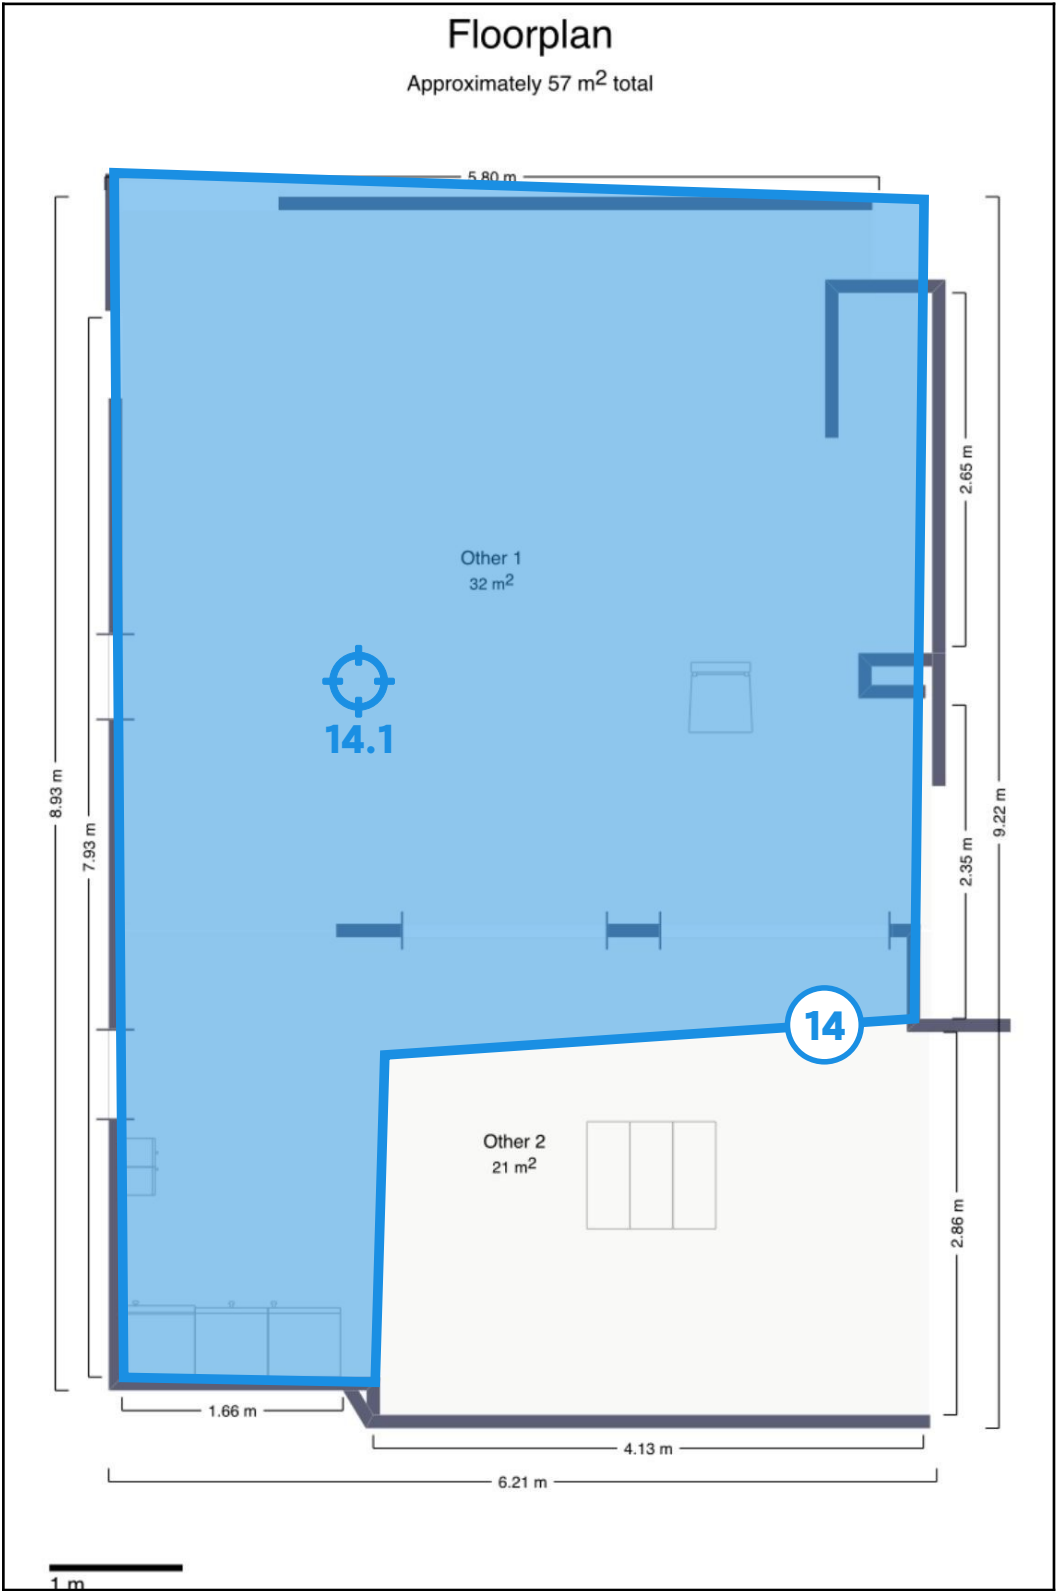 Floorplan
Approximately 57 m² total
5.80 m
2.65 m
Other 1
32 m²
14.1
8.93 m
7.93 m
9.22 m
2.35 m
14
Other 2
21 m²
2.86 m
1.66 m
4.13 m
6.21 m
1 m